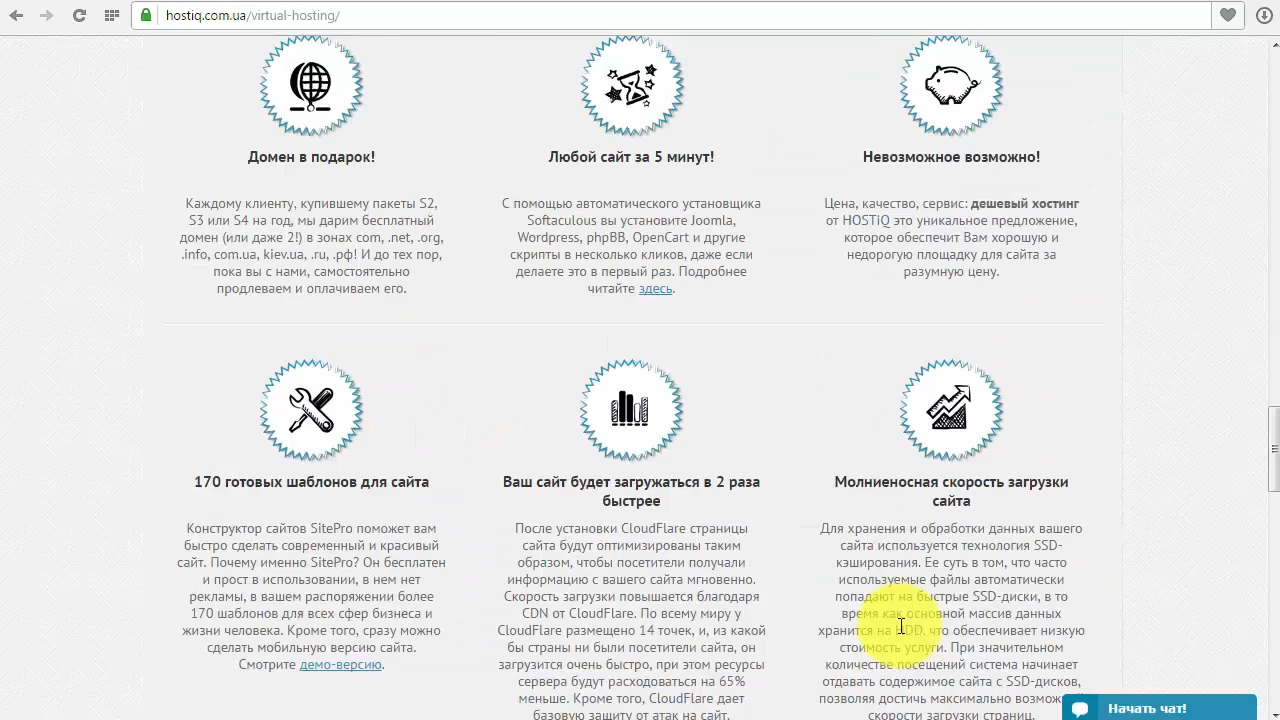 hostiq.com.ua/virtual-hosting/
Домен в подарок!
Каждому клиенту, купившему пакеты S2,
S3 или S4 на год, мы дарим бесплатный
домен (или даже 2!) в зонах com, .net, .org,
.info, com.ua, kiev.ua, .ru, .рф! И до тех пор,
пока вы с нами, самостоятельно
продлеваем и оплачиваем его.
Любой сайт за 5 минут!
С помощью автоматического установщика
Softaculous вы установите Joomla,
Wordpress, phpBB, OpenCart и другие
скрипты в несколько кликов, даже если
делаете это в первый раз. Подробнее
читайте здесь.
Невозможное возможно!
Цена, качество, сервис: дешевый хостинг
от HOSTiQ это уникальное предложение,
которое обеспечит Вам хорошую и
недорогую площадку для сайта за
разумную цену.
170 готовых шаблонов для сайта
Конструктор сайтов SitePro поможет вам
быстро сделать современный и красивый
сайт. Почему именно SitePro? Он бесплатен
и прост в использовании, в нем нет
рекламы, в вашем распоряжении более
170 шаблонов для всех сфер бизнеса и
жизни человека. Кроме того, сразу можно
сделать мобильную версию сайта.
Смотрите демо-версию.
Ваш сайт будет загружаться в 2 раза
быстрее
После установки CloudFlare страницы
сайта будут оптимизированы таким
образом, чтобы посетители получали
информацию с вашего сайта мгновенно.
Скорость загрузки повышается благодаря
CDN от CloudFlare. По всему миру у
CloudFlare размещено 14 точек, и, из какой
бы страны ни были посетители сайта, он
загрузится очень быстро, при этом ресурсы
сервера будут расходоваться на 65%
меньше. Кроме того, CloudFlare дает
базовую защиту от атак на сайт.
Молниеносная скорость загрузки
сайта
Для хранения и обработки данных вашего
сайта используется технология SSD-
кэширования. Ее суть в том, что часто
используемые файлы автоматически
попадают на быстрые SSD-диски, в то
время как основной массив данных
хранится на HDD, что обеспечивает низкую
стоимость услуги. При значительном
количестве посещений система начинает
отдавать содержимое сайта с SSD-дисков,
позволяя достичь максимально возможной
скорости загрузки страниц.
Начать чат!